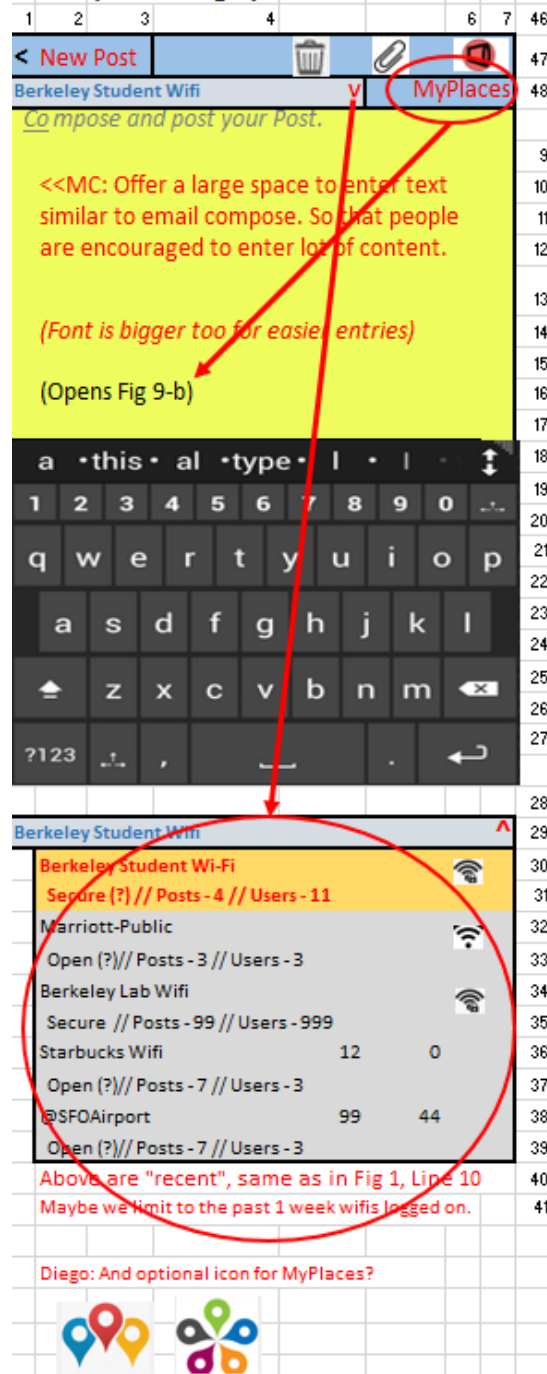 1 2 3 4 6 7 46
< New Post 47
Berkeley Student Wifi v MyPlaces 48
Compose and post your Post.
9
<<MC: Offer a large space to enter text 10
similar to email compose. So that people 11
are encouraged to enter lot of content. 12
13
(Font is bigger too for easier entries) 14
15
(Opens Fig 9-b) 16
17
a • this • al • type • l • l 18
1 2 3 4 5 6 7 8 9 0 19
20
q w e r t y u i o p 21
22
a s d f g h j k l 23
24
z x c v b n m 25
26
?123 , . 27
28
Berkeley Student Wifi ^ 29
Berkeley Student Wi-Fi 30
Secure (?) // Posts - 4 // Users - 11 31
Marriott-Public 32
Open (?)// Posts - 3 // Users - 3 33
Berkeley Lab Wifi 34
Secure // Posts - 99 // Users - 999 35
Starbucks Wifi 12 0 36
Open (?)// Posts - 7 // Users - 3 37
@SFOAirport 99 44 38
Open (?)// Posts - 7 // Users - 3 39
Above are "recent", same as in Fig 1, Line 10 40
Maybe we limit to the past 1 week wifis logged on. 41
Diego: And optional icon for MyPlaces?